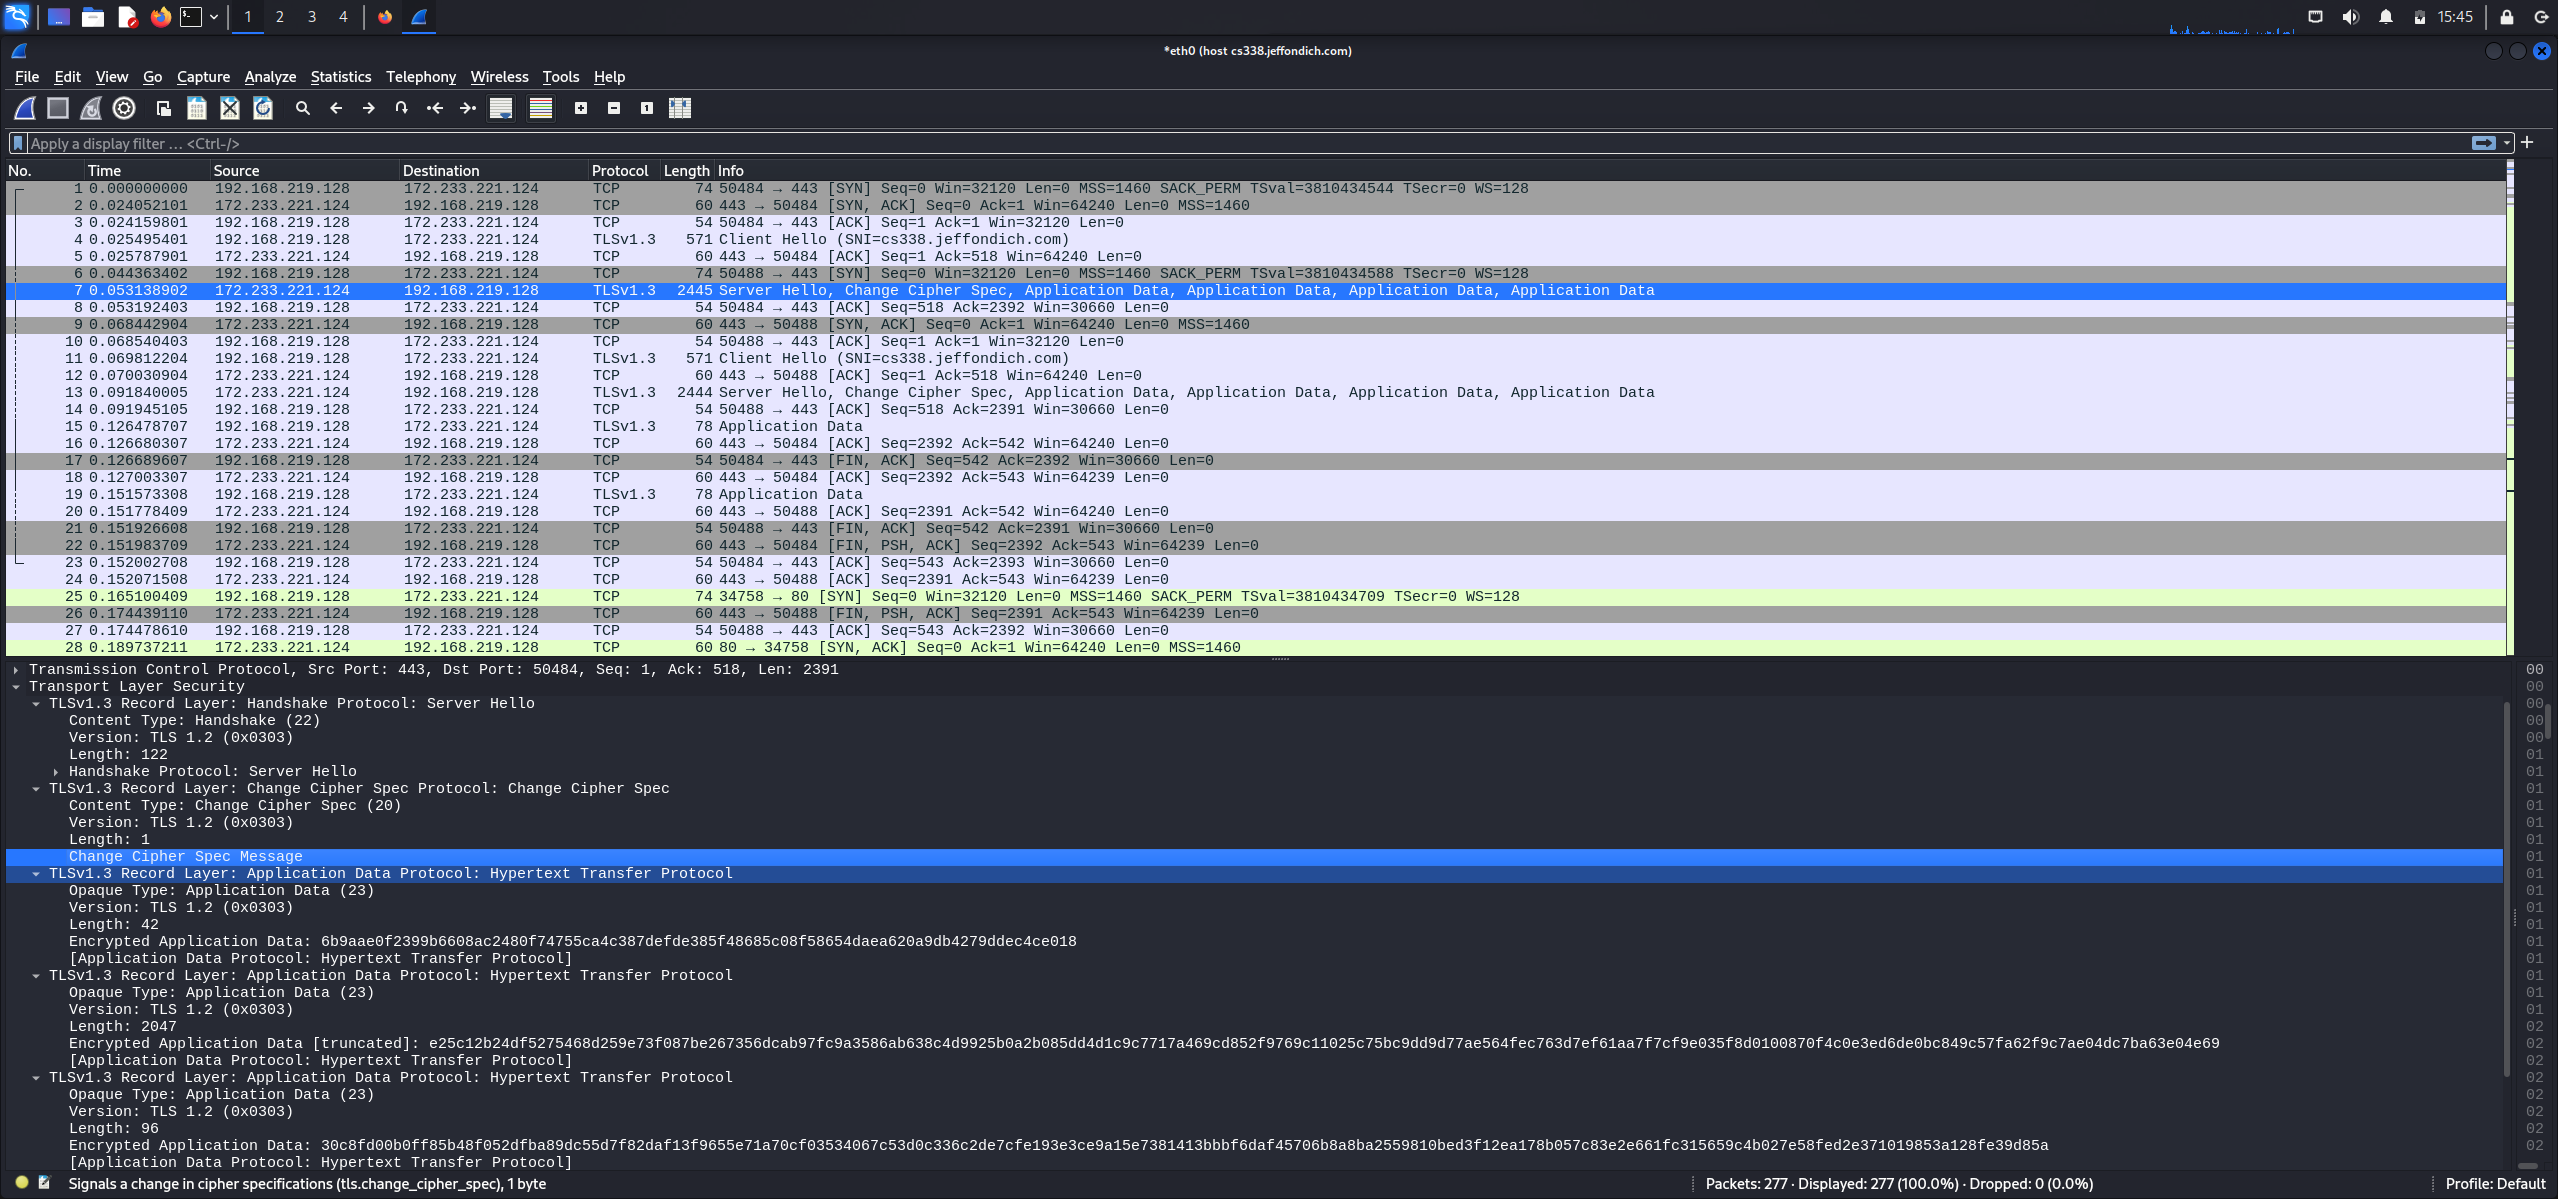 1 2 3 4 15:45
*eth0 (host cs338.jeffondich.com)
File Edit View Go Capture Analyze Statistics Telephony Wireless Tools Help
Apply a display filter … <Ctrl-/>
No. Time Source Destination Protocol Length Info
1 0.000000000 192.168.219.128 172.233.221.124 TCP 74 50484 → 443 [SYN] Seq=0 Win=32120 Len=0 MSS=1460 SACK_PERM TSval=3810434544 TSecr=0 WS=128
2 0.024052101 172.233.221.124 192.168.219.128 TCP 60 443 → 50484 [SYN, ACK] Seq=0 Ack=1 Win=64240 Len=0 MSS=1460
3 0.024159801 192.168.219.128 172.233.221.124 TCP 54 50484 → 443 [ACK] Seq=1 Ack=1 Win=32120 Len=0
4 0.025495401 192.168.219.128 172.233.221.124 TLSv1.3 571 Client Hello (SNI=cs338.jeffondich.com)
5 0.025787901 172.233.221.124 192.168.219.128 TCP 60 443 → 50484 [ACK] Seq=1 Ack=518 Win=64240 Len=0
6 0.044363402 192.168.219.128 172.233.221.124 TCP 74 50488 → 443 [SYN] Seq=0 Win=32120 Len=0 MSS=1460 SACK_PERM TSval=3810434588 TSecr=0 WS=128
7 0.053138902 172.233.221.124 192.168.219.128 TLSv1.3 2445 Server Hello, Change Cipher Spec, Application Data, Application Data, Application Data, Application Data
8 0.053192403 192.168.219.128 172.233.221.124 TCP 54 50484 → 443 [ACK] Seq=518 Ack=2392 Win=30660 Len=0
9 0.068442904 172.233.221.124 192.168.219.128 TCP 60 443 → 50488 [SYN, ACK] Seq=0 Ack=1 Win=64240 Len=0 MSS=1460
10 0.068540403 192.168.219.128 172.233.221.124 TCP 54 50488 → 443 [ACK] Seq=1 Ack=1 Win=32120 Len=0
11 0.069812204 192.168.219.128 172.233.221.124 TLSv1.3 571 Client Hello (SNI=cs338.jeffondich.com)
12 0.070030904 172.233.221.124 192.168.219.128 TCP 60 443 → 50488 [ACK] Seq=1 Ack=518 Win=64240 Len=0
13 0.091840005 172.233.221.124 192.168.219.128 TLSv1.3 2444 Server Hello, Change Cipher Spec, Application Data, Application Data, Application Data, Application Data
14 0.091945105 192.168.219.128 172.233.221.124 TCP 54 50488 → 443 [ACK] Seq=518 Ack=2391 Win=30660 Len=0
15 0.126478707 192.168.219.128 172.233.221.124 TLSv1.3 78 Application Data
16 0.126680307 172.233.221.124 192.168.219.128 TCP 60 443 → 50484 [ACK] Seq=2392 Ack=542 Win=64240 Len=0
17 0.126689607 192.168.219.128 172.233.221.124 TCP 54 50484 → 443 [FIN, ACK] Seq=542 Ack=2392 Win=30660 Len=0
18 0.127003307 172.233.221.124 192.168.219.128 TCP 60 443 → 50484 [ACK] Seq=2392 Ack=543 Win=64239 Len=0
19 0.151573308 192.168.219.128 172.233.221.124 TLSv1.3 78 Application Data
20 0.151778409 172.233.221.124 192.168.219.128 TCP 60 443 → 50488 [ACK] Seq=2391 Ack=542 Win=64240 Len=0
21 0.151926608 192.168.219.128 172.233.221.124 TCP 54 50488 → 443 [FIN, ACK] Seq=542 Ack=2391 Win=30660 Len=0
22 0.151983709 172.233.221.124 192.168.219.128 TCP 60 443 → 50484 [FIN, PSH, ACK] Seq=2392 Ack=543 Win=64239 Len=0
23 0.152002708 192.168.219.128 172.233.221.124 TCP 54 50484 → 443 [ACK] Seq=543 Ack=2393 Win=30660 Len=0
24 0.152071508 172.233.221.124 192.168.219.128 TCP 60 443 → 50488 [ACK] Seq=2391 Ack=543 Win=64239 Len=0
25 0.165100409 192.168.219.128 172.233.221.124 TCP 74 34758 → 80 [SYN] Seq=0 Win=32120 Len=0 MSS=1460 SACK_PERM TSval=3810434709 TSecr=0 WS=128
26 0.174439110 172.233.221.124 192.168.219.128 TCP 60 443 → 50488 [FIN, PSH, ACK] Seq=2391 Ack=543 Win=64239 Len=0
27 0.174478610 192.168.219.128 172.233.221.124 TCP 54 50488 → 443 [ACK] Seq=543 Ack=2392 Win=30660 Len=0
28 0.189737211 172.233.221.124 192.168.219.128 TCP 60 80 → 34758 [SYN, ACK] Seq=0 Ack=1 Win=64240 Len=0 MSS=1460
Transmission Control Protocol, Src Port: 443, Dst Port: 50484, Seq: 1, Ack: 518, Len: 2391 00
Transport Layer Security 00
TLSv1.3 Record Layer: Handshake Protocol: Server Hello 00
Content Type: Handshake (22) 00
Version: TLS 1.2 (0x0303) 00
Length: 122 01
Handshake Protocol: Server Hello 01
TLSv1.3 Record Layer: Change Cipher Spec Protocol: Change Cipher Spec 01
Content Type: Change Cipher Spec (20) 01
Version: TLS 1.2 (0x0303) 01
Length: 1 01
Change Cipher Spec Message 01
TLSv1.3 Record Layer: Application Data Protocol: Hypertext Transfer Protocol 01
Opaque Type: Application Data (23) 01
Version: TLS 1.2 (0x0303) 01
Length: 42 01
Encrypted Application Data: 6b9aae0f2399b6608ac2480f74755ca4c387defde385f48685c08f58654daea620a9db4279ddec4ce018 01
[Application Data Protocol: Hypertext Transfer Protocol] 01
TLSv1.3 Record Layer: Application Data Protocol: Hypertext Transfer Protocol 01
Opaque Type: Application Data (23) 01
Version: TLS 1.2 (0x0303) 01
Length: 2047 02
Encrypted Application Data [truncated]: e25c12b24df5275468d259e73f087be267356dcab97fc9a3586ab638c4d9925b0a2b085dd4d1c9c7717a469cd852f9769c11025c75bc9dd9d77ae564fec763d7ef61aa7f7cf9e035f8d0100870f4c0e3ed6de0bc849c57fa62f9c7ae04dc7ba63e04e69 02
[Application Data Protocol: Hypertext Transfer Protocol] 02
TLSv1.3 Record Layer: Application Data Protocol: Hypertext Transfer Protocol 02
Opaque Type: Application Data (23) 02
Version: TLS 1.2 (0x0303) 02
Length: 96 02
Encrypted Application Data: 30c8fd00b0ff85b48f052dfba89dc55d7f82daf13f9655e71a70cf03534067c53d0c336c2de7cfe193e3ce9a15e7381413bbbf6daf45706b8a8ba2559810bed3f12ea178b057c83e2e661fc315659c4b027e58fed2e371019853a128fe39d85a 02
[Application Data Protocol: Hypertext Transfer Protocol]
Signals a change in cipher specifications (tls.change_cipher_spec), 1 byte Packets: 277 · Displayed: 277 (100.0%) · Dropped: 0 (0.0%) Profile: Default